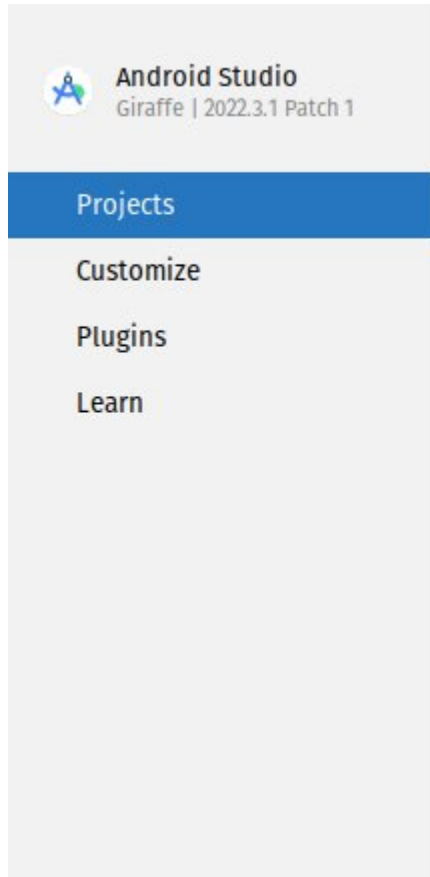 Android Studio
Giraffe | 2022.3.1 Patch 1
Projects
Customize
Plugins
Learn